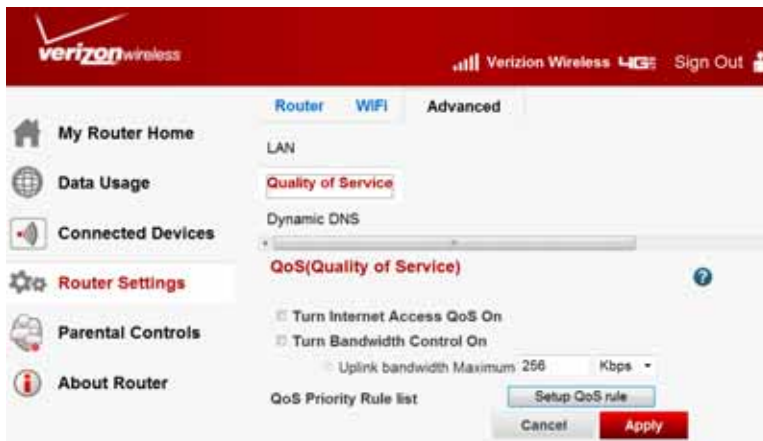 verizonwireless
Verizion Wireless 4GLTE Sign Out
Router WiFi Advanced
My Router Home
Data Usage
Connected Devices
Router Settings
Parental Controls
About Router
LAN
Quality of Service
Dynamic DNS
QoS(Quality of Service)
?
Turn Internet Access QoS On
Turn Bandwidth Control On
Uplink bandwidth Maximum 256 Kbps
QoS Priority Rule list Setup QoS rule
Cancel Apply